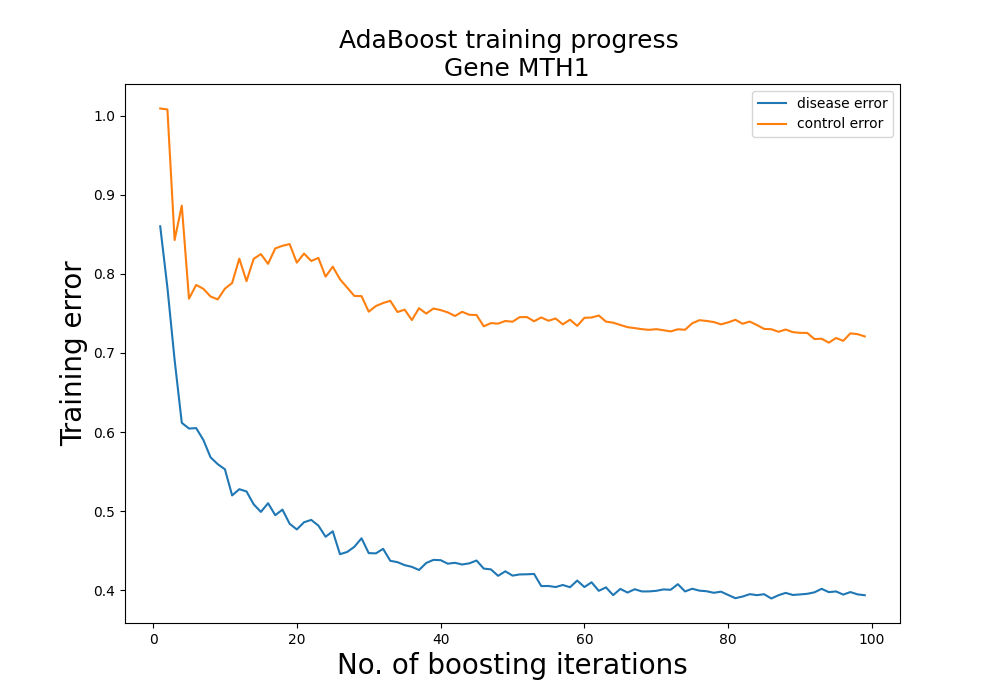 AdaBoost training progress
Gene MTH1
disease error
control error
1.0
0.9
0.8
0.7
0.6
0.5
0.4
Training error
0
20
40
60
80
100
No. of boosting iterations